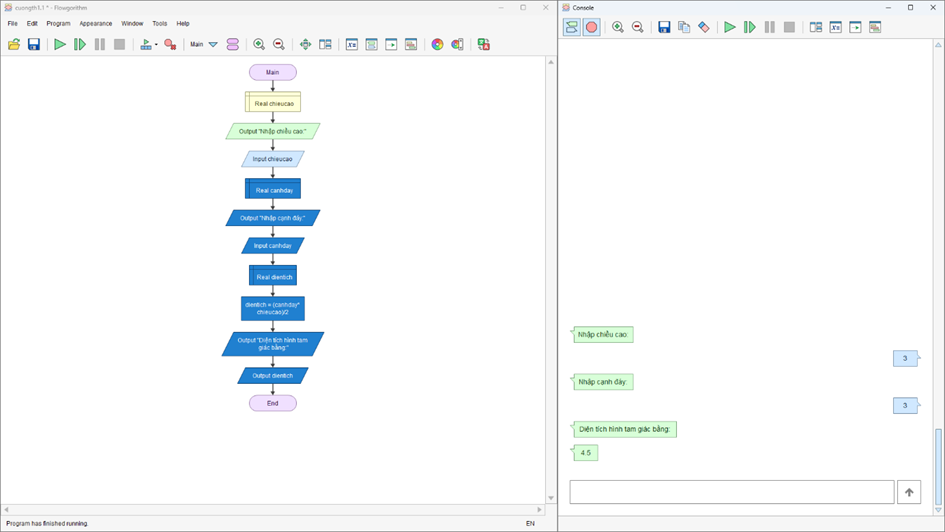 cuongth1.1 * - Flowgorithm
File Edit Program Appearance Window Tools Help
Main
Main
Real chieucao
Output "Nhập chiều cao:"
Input chieucao
Real canhday
Output "Nhập cạnh đáy:"
Input canhday
Real dientich
dientich = (canhday*
chieucao)/2
Output "Diện tích hình tam
giác bằng:"
Output dientich
End
Program has finished running.
EN
Console
Nhập chiều cao:
3
Nhập cạnh đáy:
3
Diện tích hình tam giác bằng:
4.5